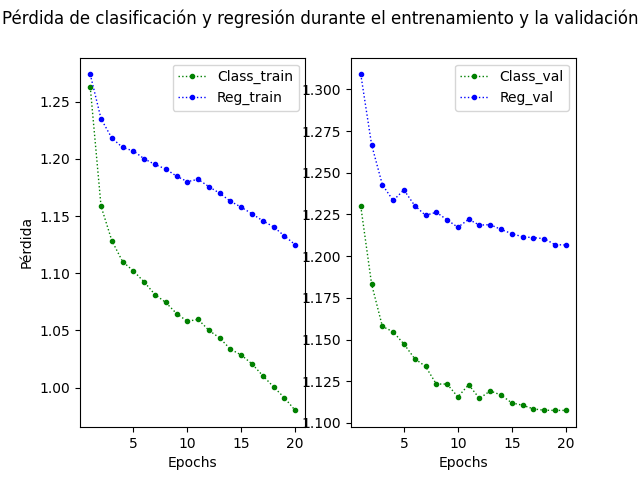 Pérdida de clasificación y regresión durante el entrenamiento y la validación
Class_train
Reg_train
1.25
1.20
1.15
1.10
1.05
1.00
Pérdida
5
10
15
20
Epochs
Class_val
Reg_val
1.300
1.275
1.250
1.225
1.200
1.175
1.150
1.125
1.100
5
10
15
20
Epochs